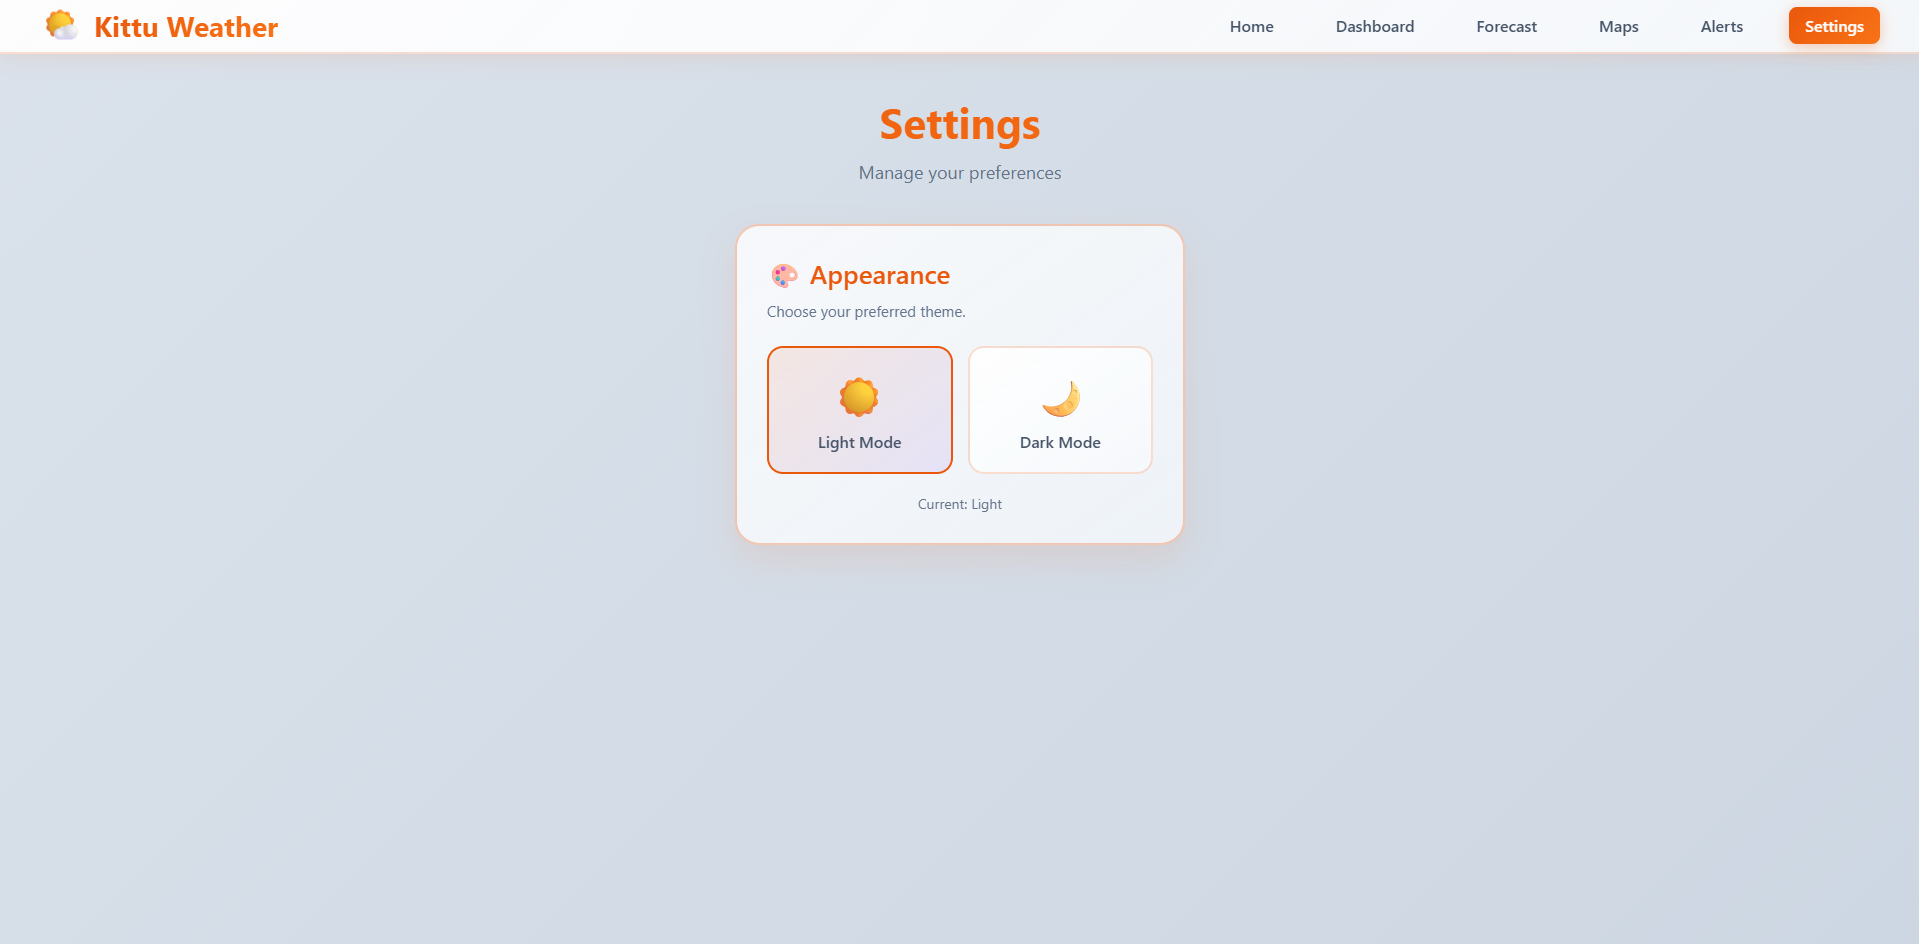 Kittu Weather
Home Dashboard Forecast Maps Alerts Settings
Settings
Manage your preferences
Appearance
Choose your preferred theme.
Light Mode Dark Mode
Current: Light